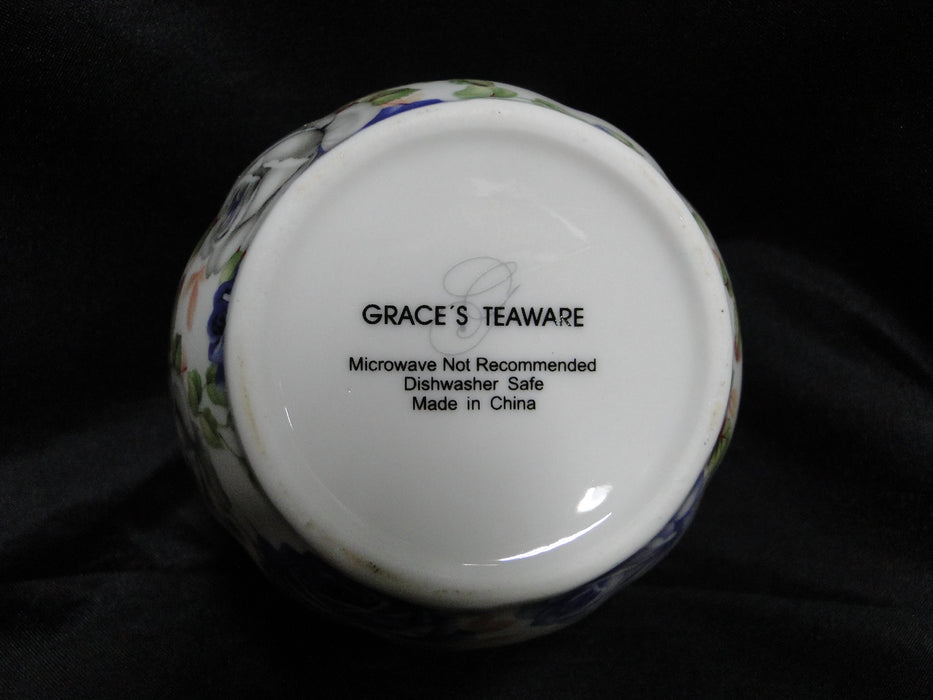 G
GRACE´S TEAWARE
Microwave Not Recommended
Dishwasher Safe
Made in China